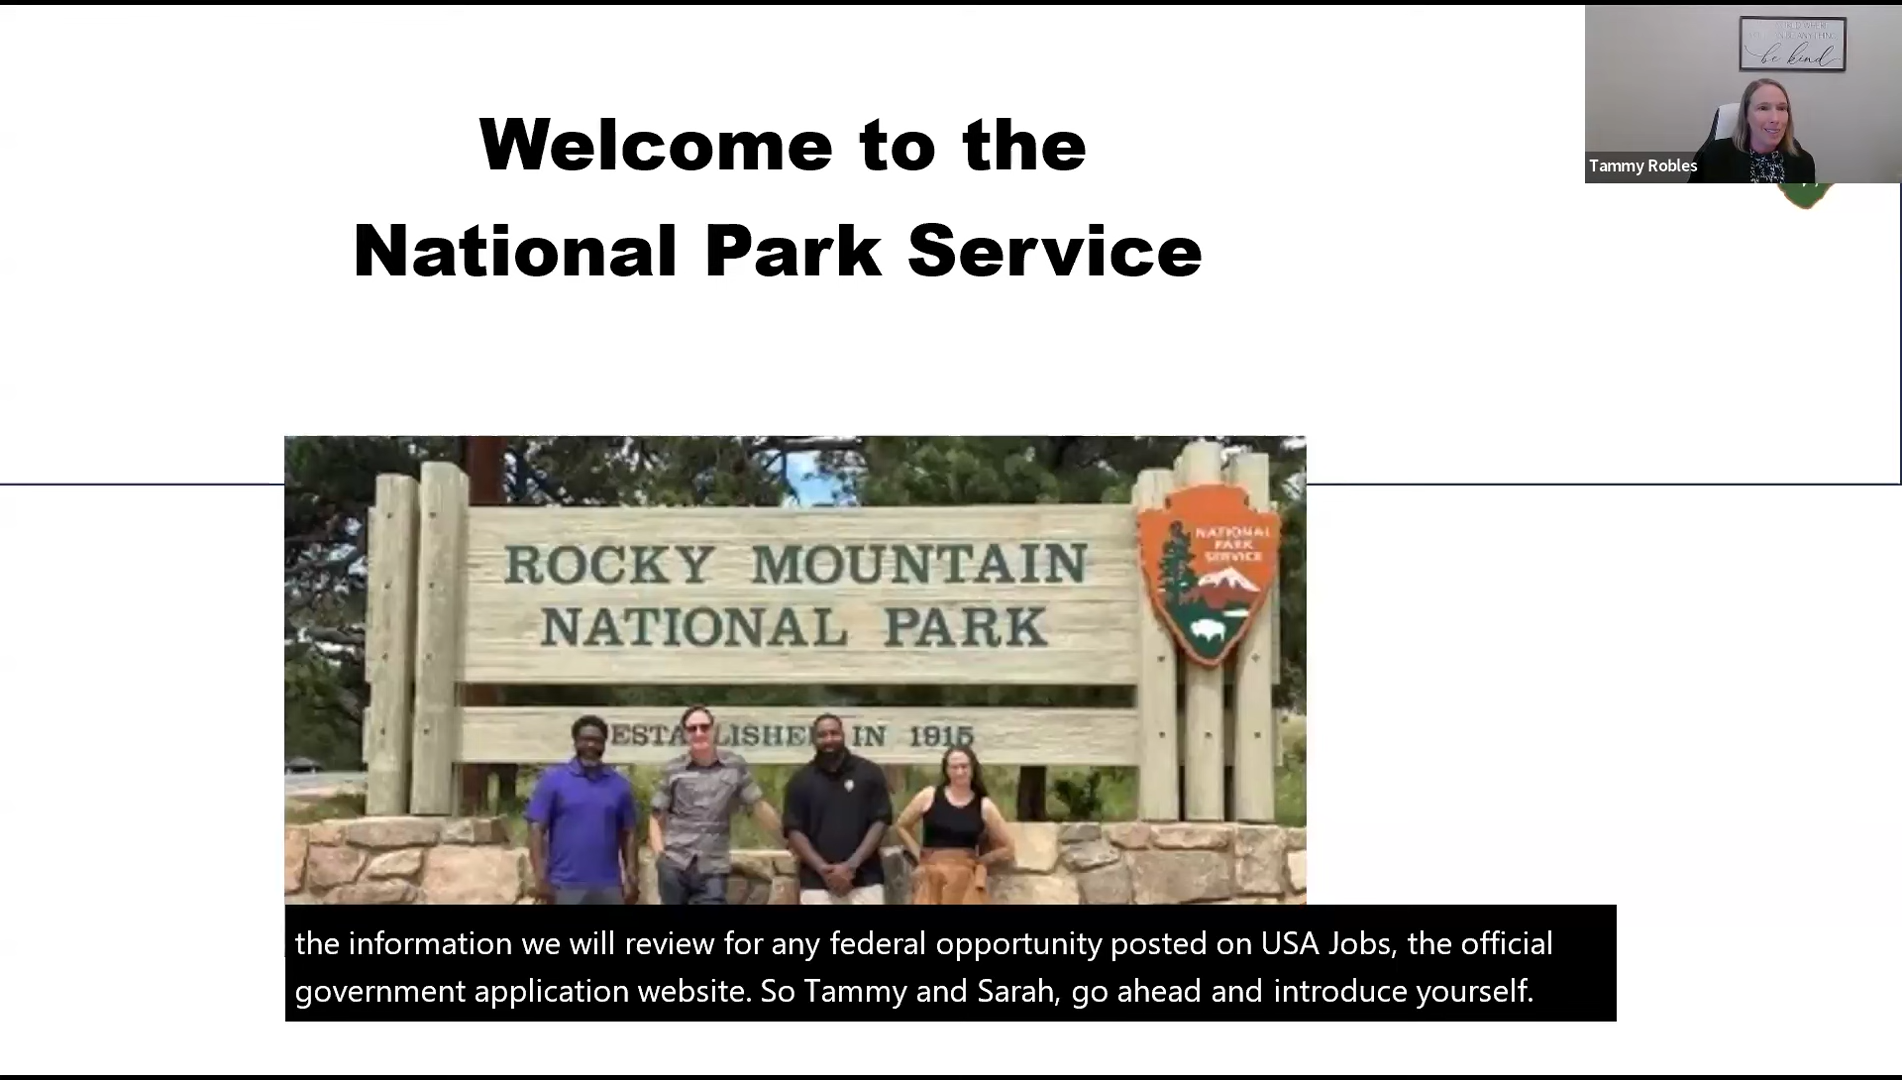 Welcome to the
National Park Service
be kind
Tammy Robles
ROCKY MOUNTAIN
NATIONAL PARK
NATIONAL
PARK
SERVICE
ESTABLISHED IN 1915
the information we will review for any federal opportunity posted on USA Jobs, the official
government application website. So Tammy and Sarah, go ahead and introduce yourself.